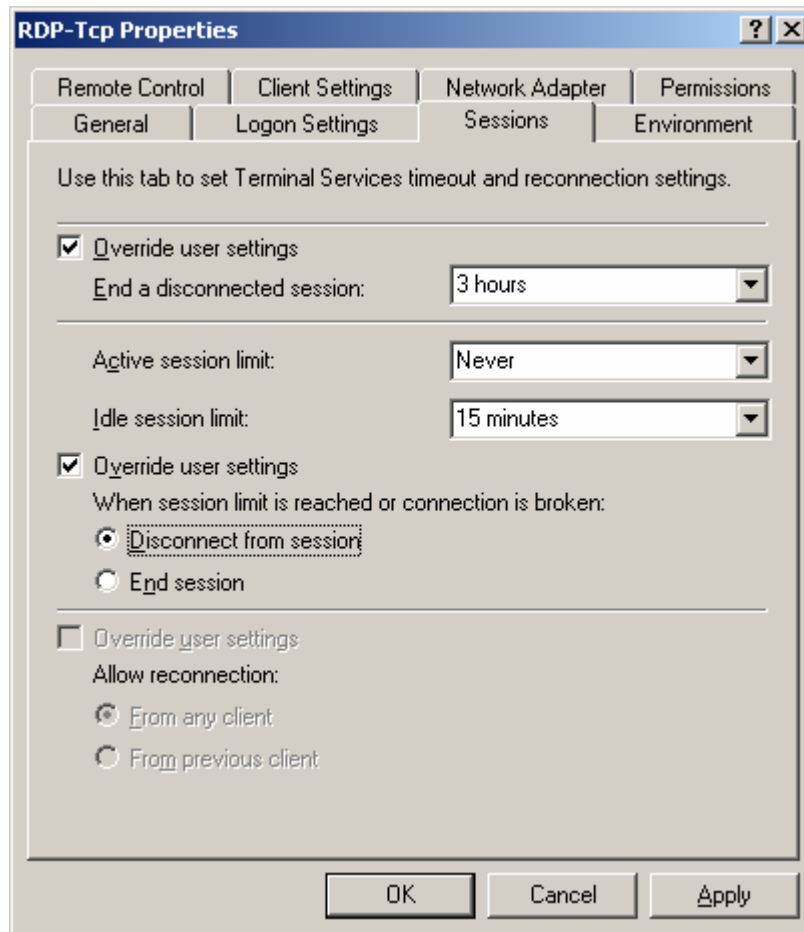 RDP-Tcp Properties
Remote Control Client Settings Network Adapter Permissions
General Logon Settings Sessions Environment
Use this tab to set Terminal Services timeout and reconnection settings.
Override user settings
End a disconnected session: 3 hours
Active session limit: Never
Idle session limit: 15 minutes
Override user settings
When session limit is reached or connection is broken:
Disconnect from session
End session
Override user settings
Allow reconnection:
From any client
From previous client
OK Cancel Apply